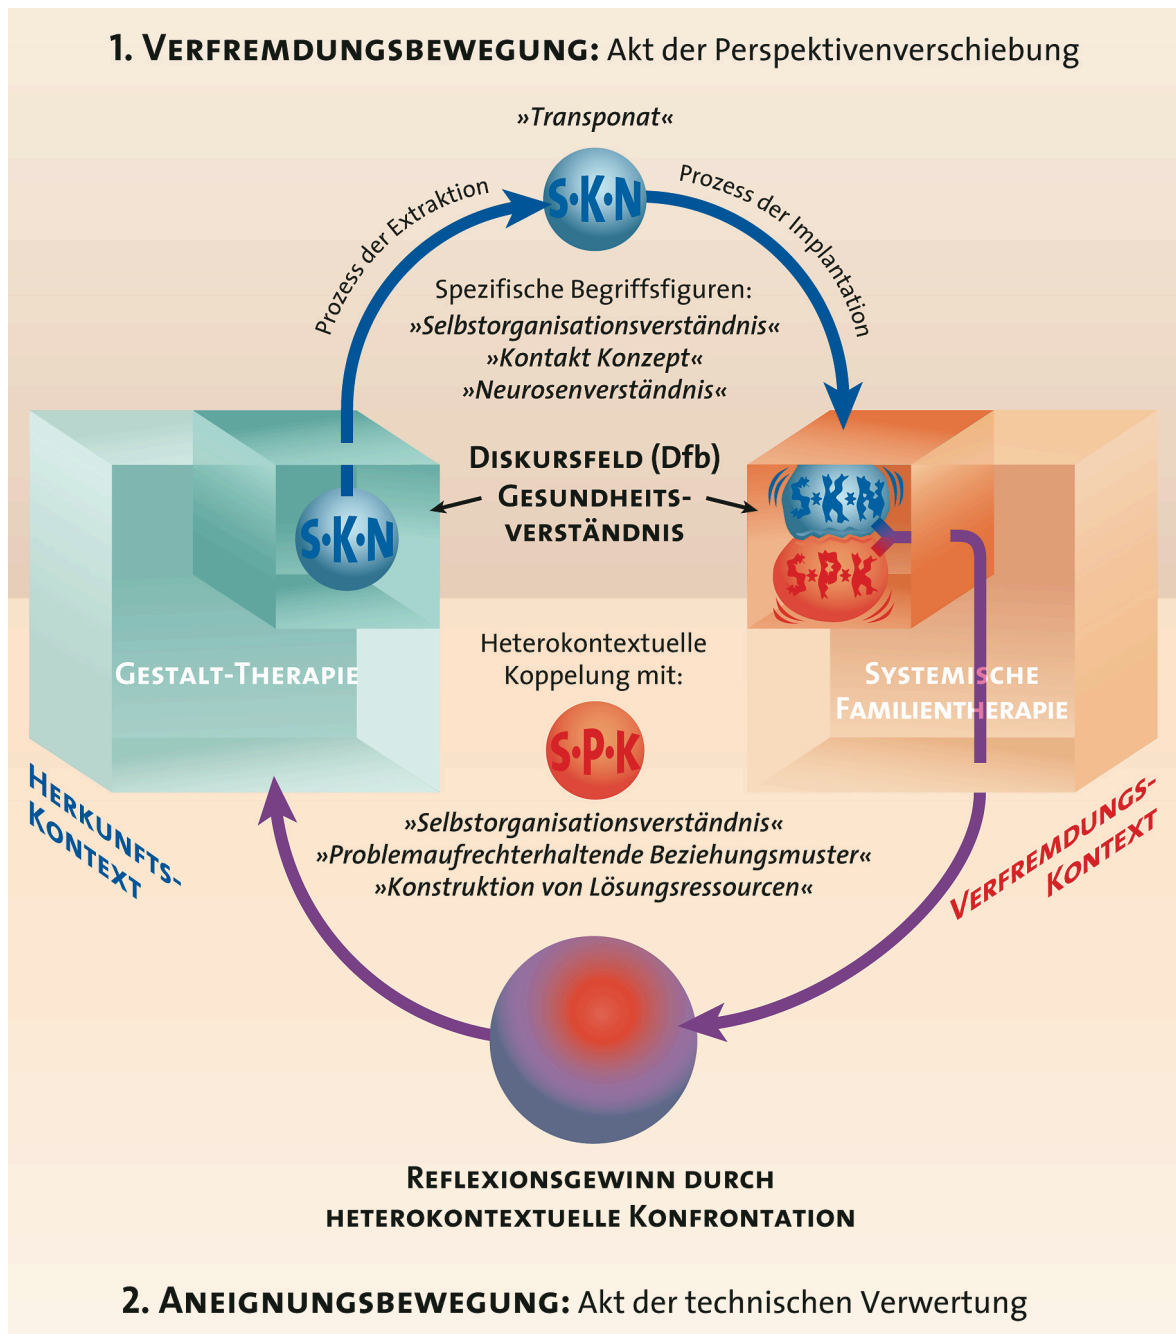 1. VERFREMDUNGSBEWEGUNG: Akt der Perspektivenverschiebung
»Transponat«
Prozess der Extraktion
S·K·N
Prozess der Implantation
Spezifische Begriffsfiguren:
»Selbstorganisationsverständnis«
»Kontakt Konzept«
»Neurosenverständnis«
DISKURSFELD (Dfb)
GESUNDHEITS-
VERSTÄNDNIS
S·K·N
S·K·N
S·P·K
GESTALT-THERAPIE
Heterokontextuelle
Koppelung mit:
SYSTEMISCHE
FAMILIENTHERAPIE
S·P·K
HERKUNFTS-
KONTEXT
VERFREMDUNGS-
KONTEXT
»Selbstorganisationsverständnis«
»Problemaufrechterhaltende Beziehungsmuster«
»Konstruktion von Lösungsressourcen«
REFLEXIONSGEWINN DURCH
HETEROKONTEXTUELLE KONFRONTATION
2. ANEIGNUNGSBEWEGUNG: Akt der technischen Verwertung